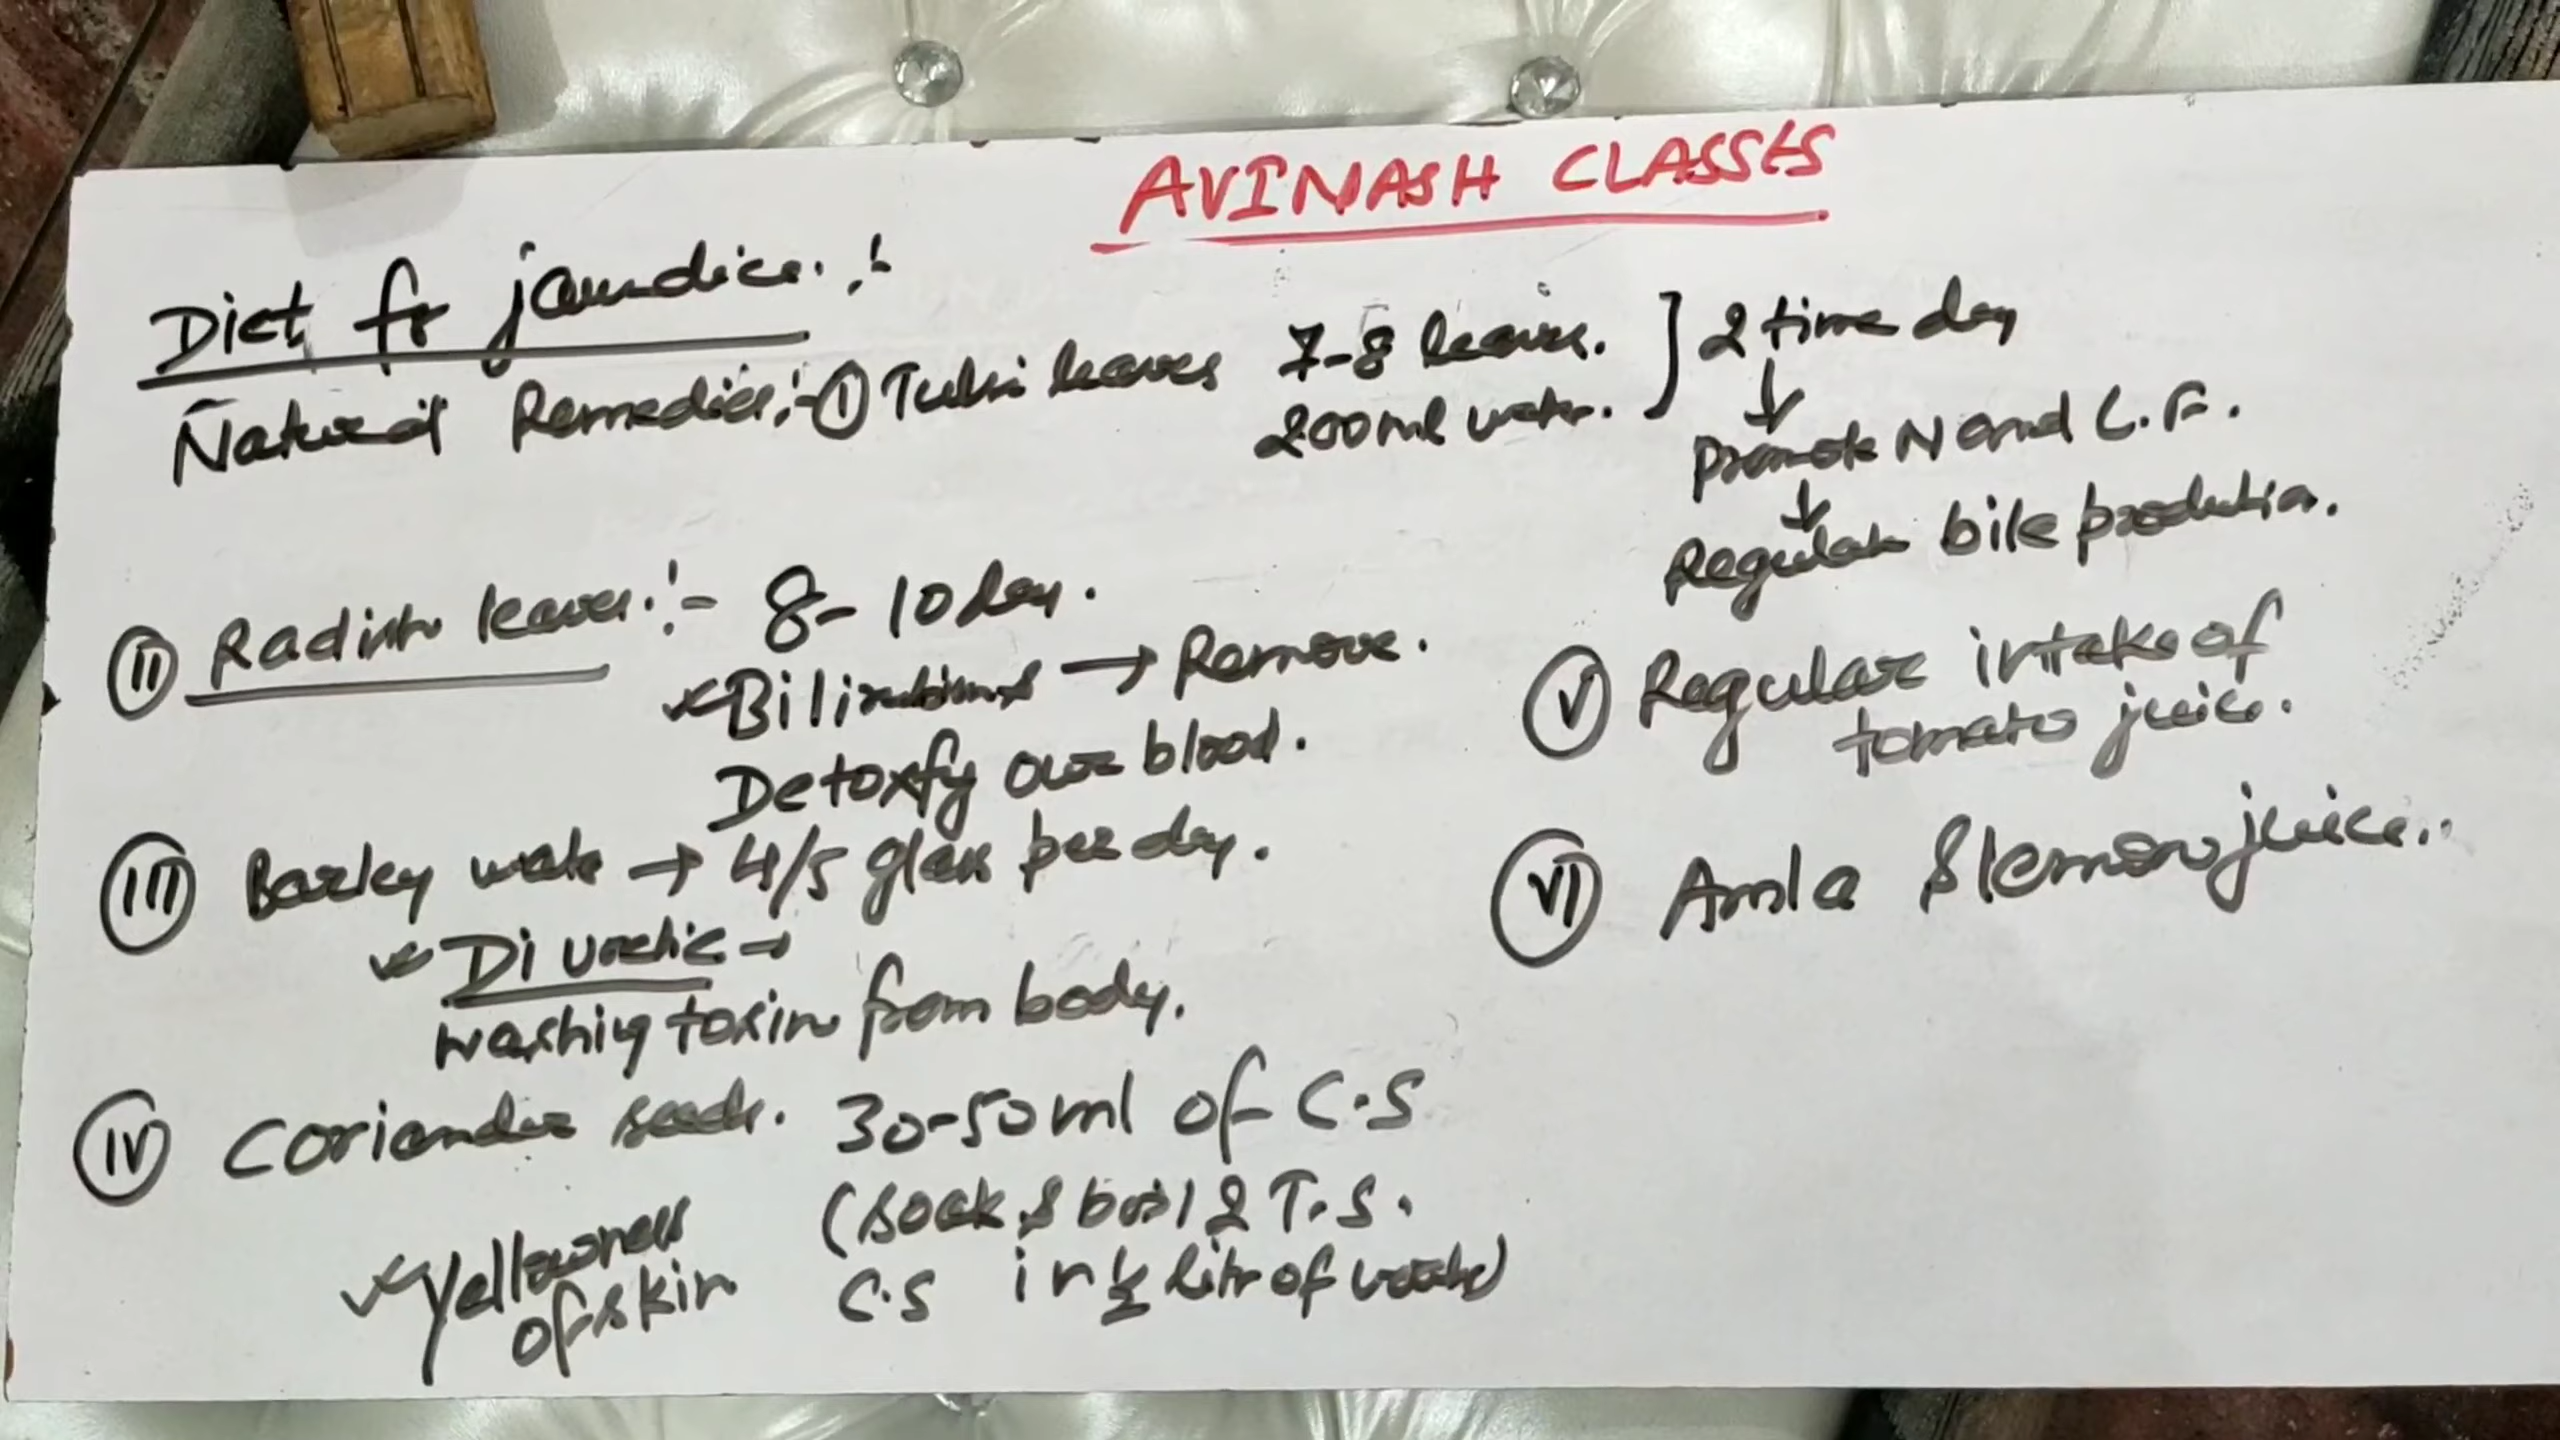 AVINASH CLASSES
Diet fr jaundice :-
Natural Remedies :- (I) Tulsi leaves 7-8 leaves. ] 2 time day
200ml water.
↓
Promote N and L.F.
↓
Regulate bile production.
(II) Radish leaves :- 8-10 day.
Bilirubin → Remove.
Detoxfy our blood.
(III) Barley water → 4/5 glass per day.
Diuretic →
washing toxin from body.
(IV) Coriander seeds. 30-50ml of C.S
(soak & boil 2 T.S.
C.S in ½ litr of water)
Yellowness
of skin
(V) Regular intake of
tomato juice.
(VI) Amla & lemon juice..